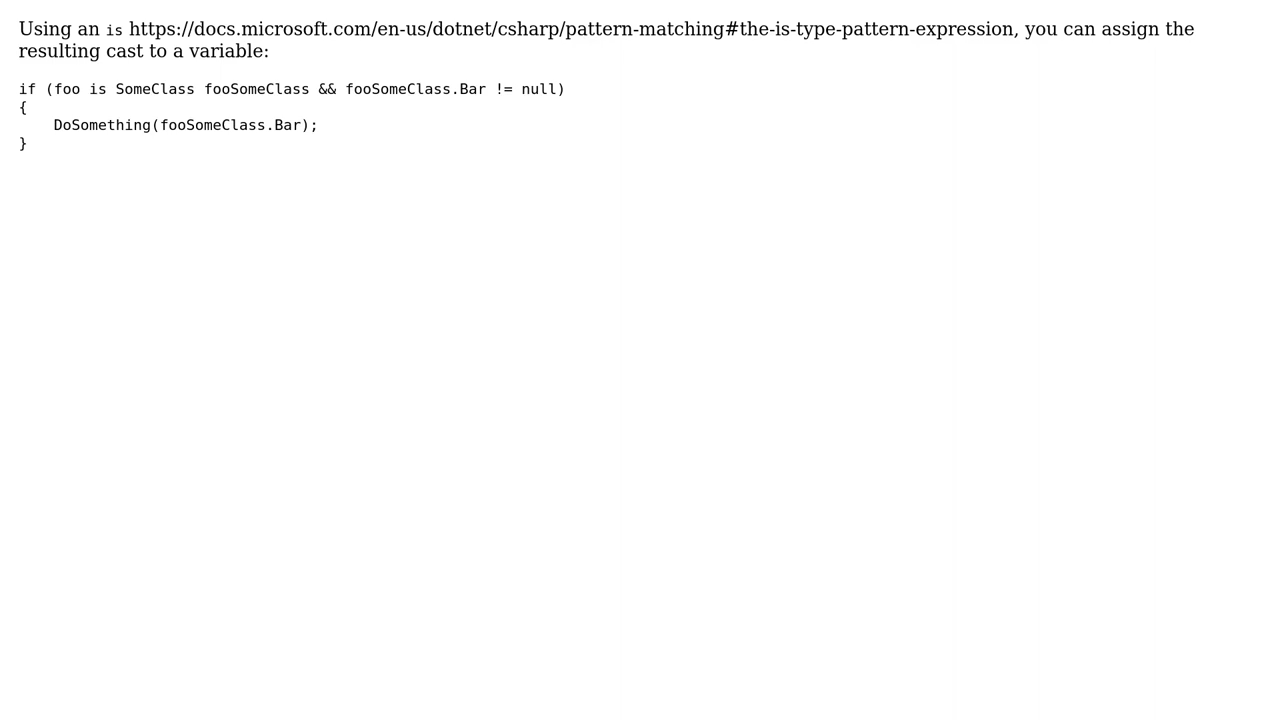 Using an is https://docs.microsoft.com/en-us/dotnet/csharp/pattern-matching#the-is-type-pattern-expression, you can assign the
resulting cast to a variable:
if (foo is SomeClass fooSomeClass && fooSomeClass.Bar != null)
{
    DoSomething(fooSomeClass.Bar);
}